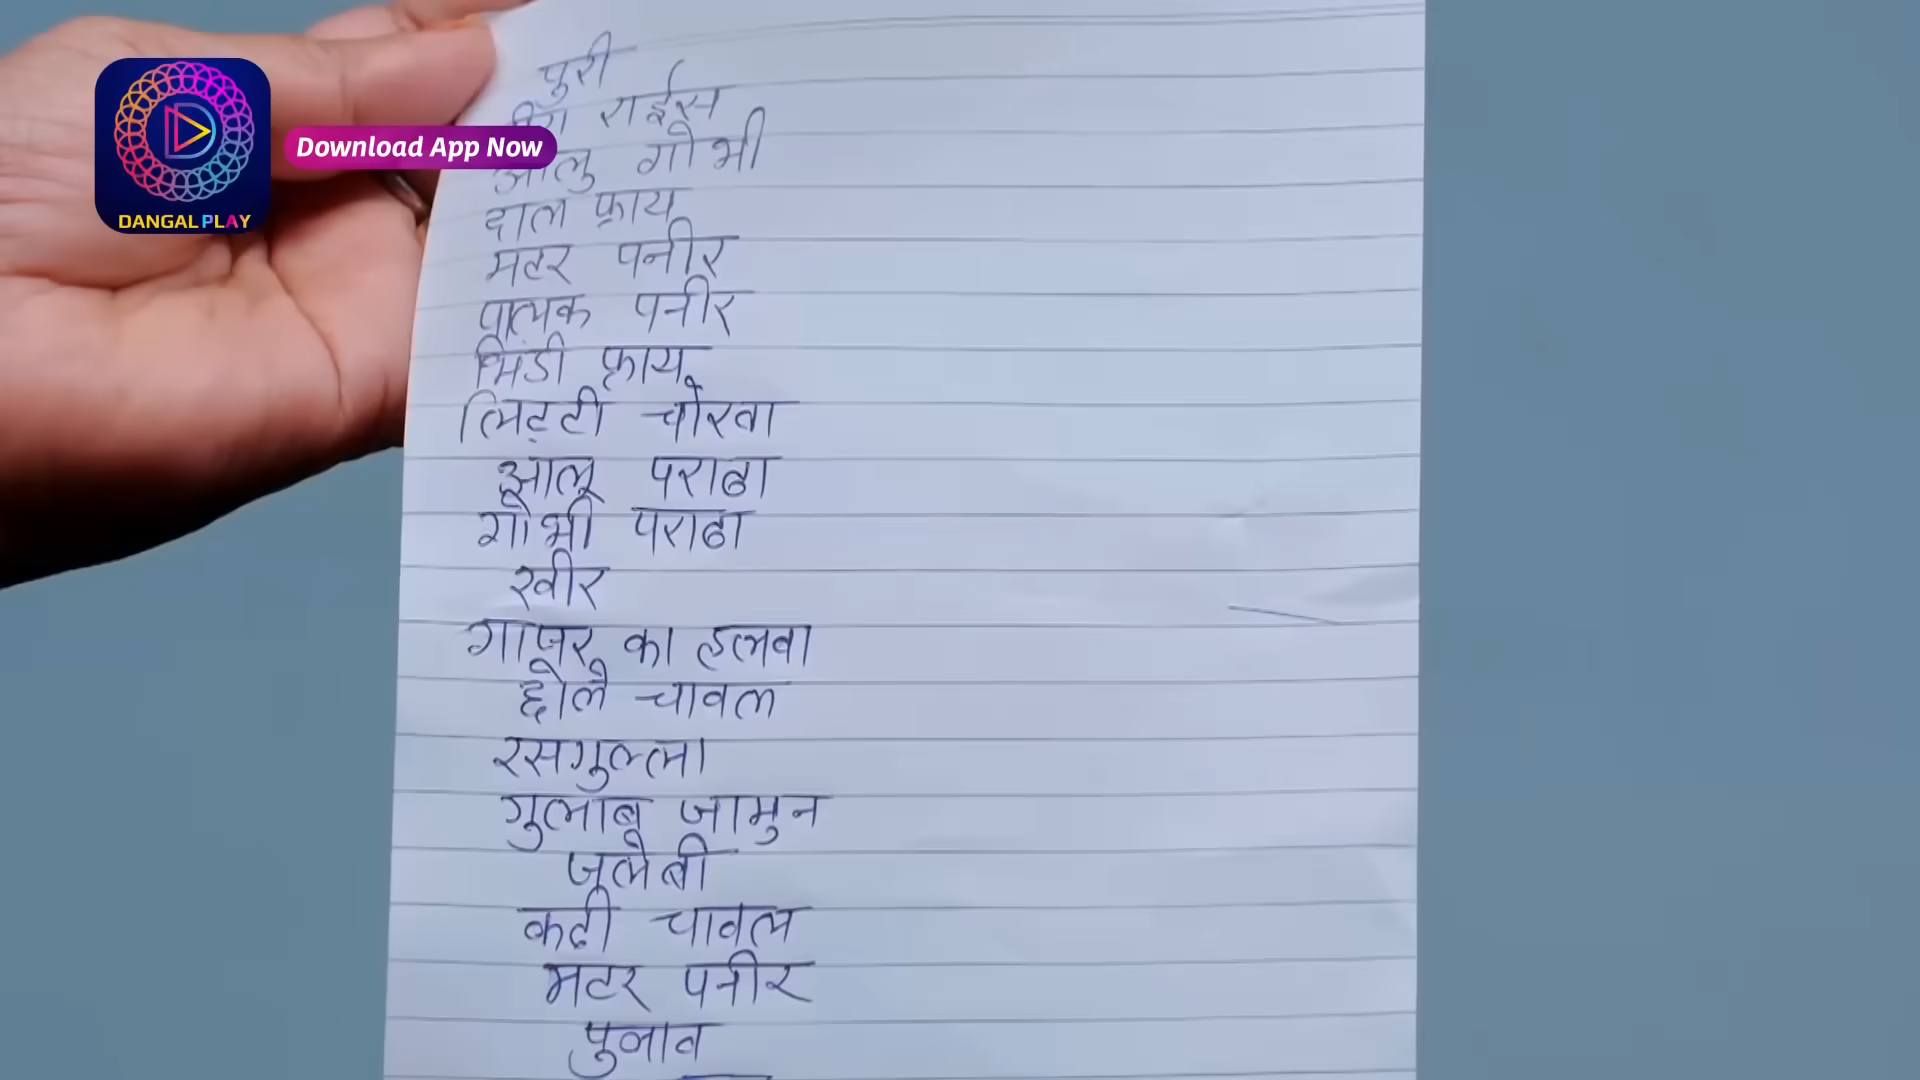 DANGAL PLAY
Download App Now
पुरी
राईस
आलु गोभी
दाल फ्राय
मटर पनीर
पालक पनीर
भिंडी फ्राय
लिट्टी चोखा
आलू पराठा
गोभी पराठा
खीर
गाजर का हलवा
छोले चावल
रसगुल्ला
गुलाब जामुन
जलेबी
कढी चावल
मटर पनीर
पुलाव